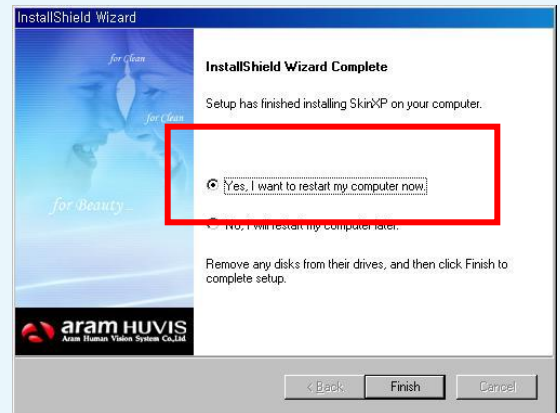 InstallShield Wizard
for Clean
for Clean
for Beauty...
InstallShield Wizard Complete
Setup has finished installing SkinXP on your computer.
Yes, I want to restart my computer now.
No, I will restart my computer later.
Remove any disks from their drives, and then click Finish to
complete setup.
aram HUVIS
Aram Human Vision System Co.,Ltd
< Back
Finish
Cancel